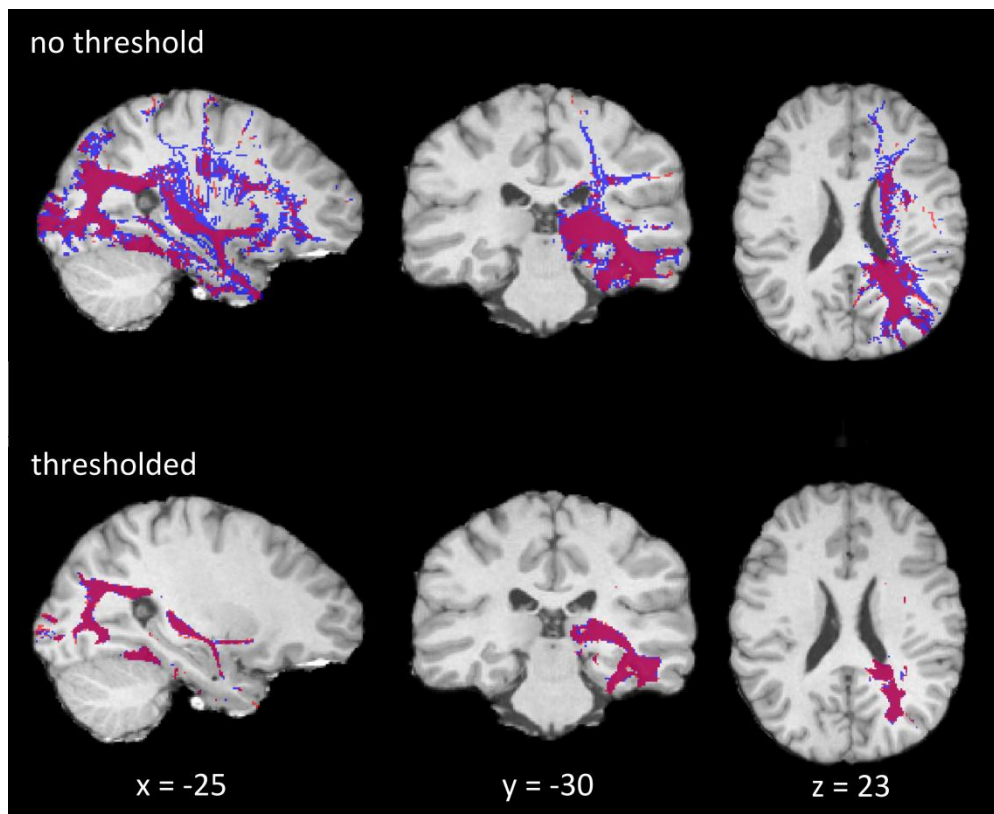 no threshold
thresholded
x = -25
y = -30
z = 23